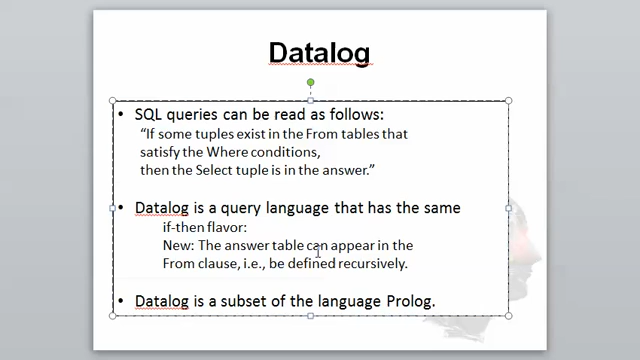 Datalog
• SQL queries can be read as follows:
“If some tuples exist in the From tables that
satisfy the Where conditions,
then the Select tuple is in the answer.”
• Datalog is a query language that has the same
if-then flavor:
New: The answer table can appear in the
From clause, i.e., be defined recursively.
• Datalog is a subset of the language Prolog.